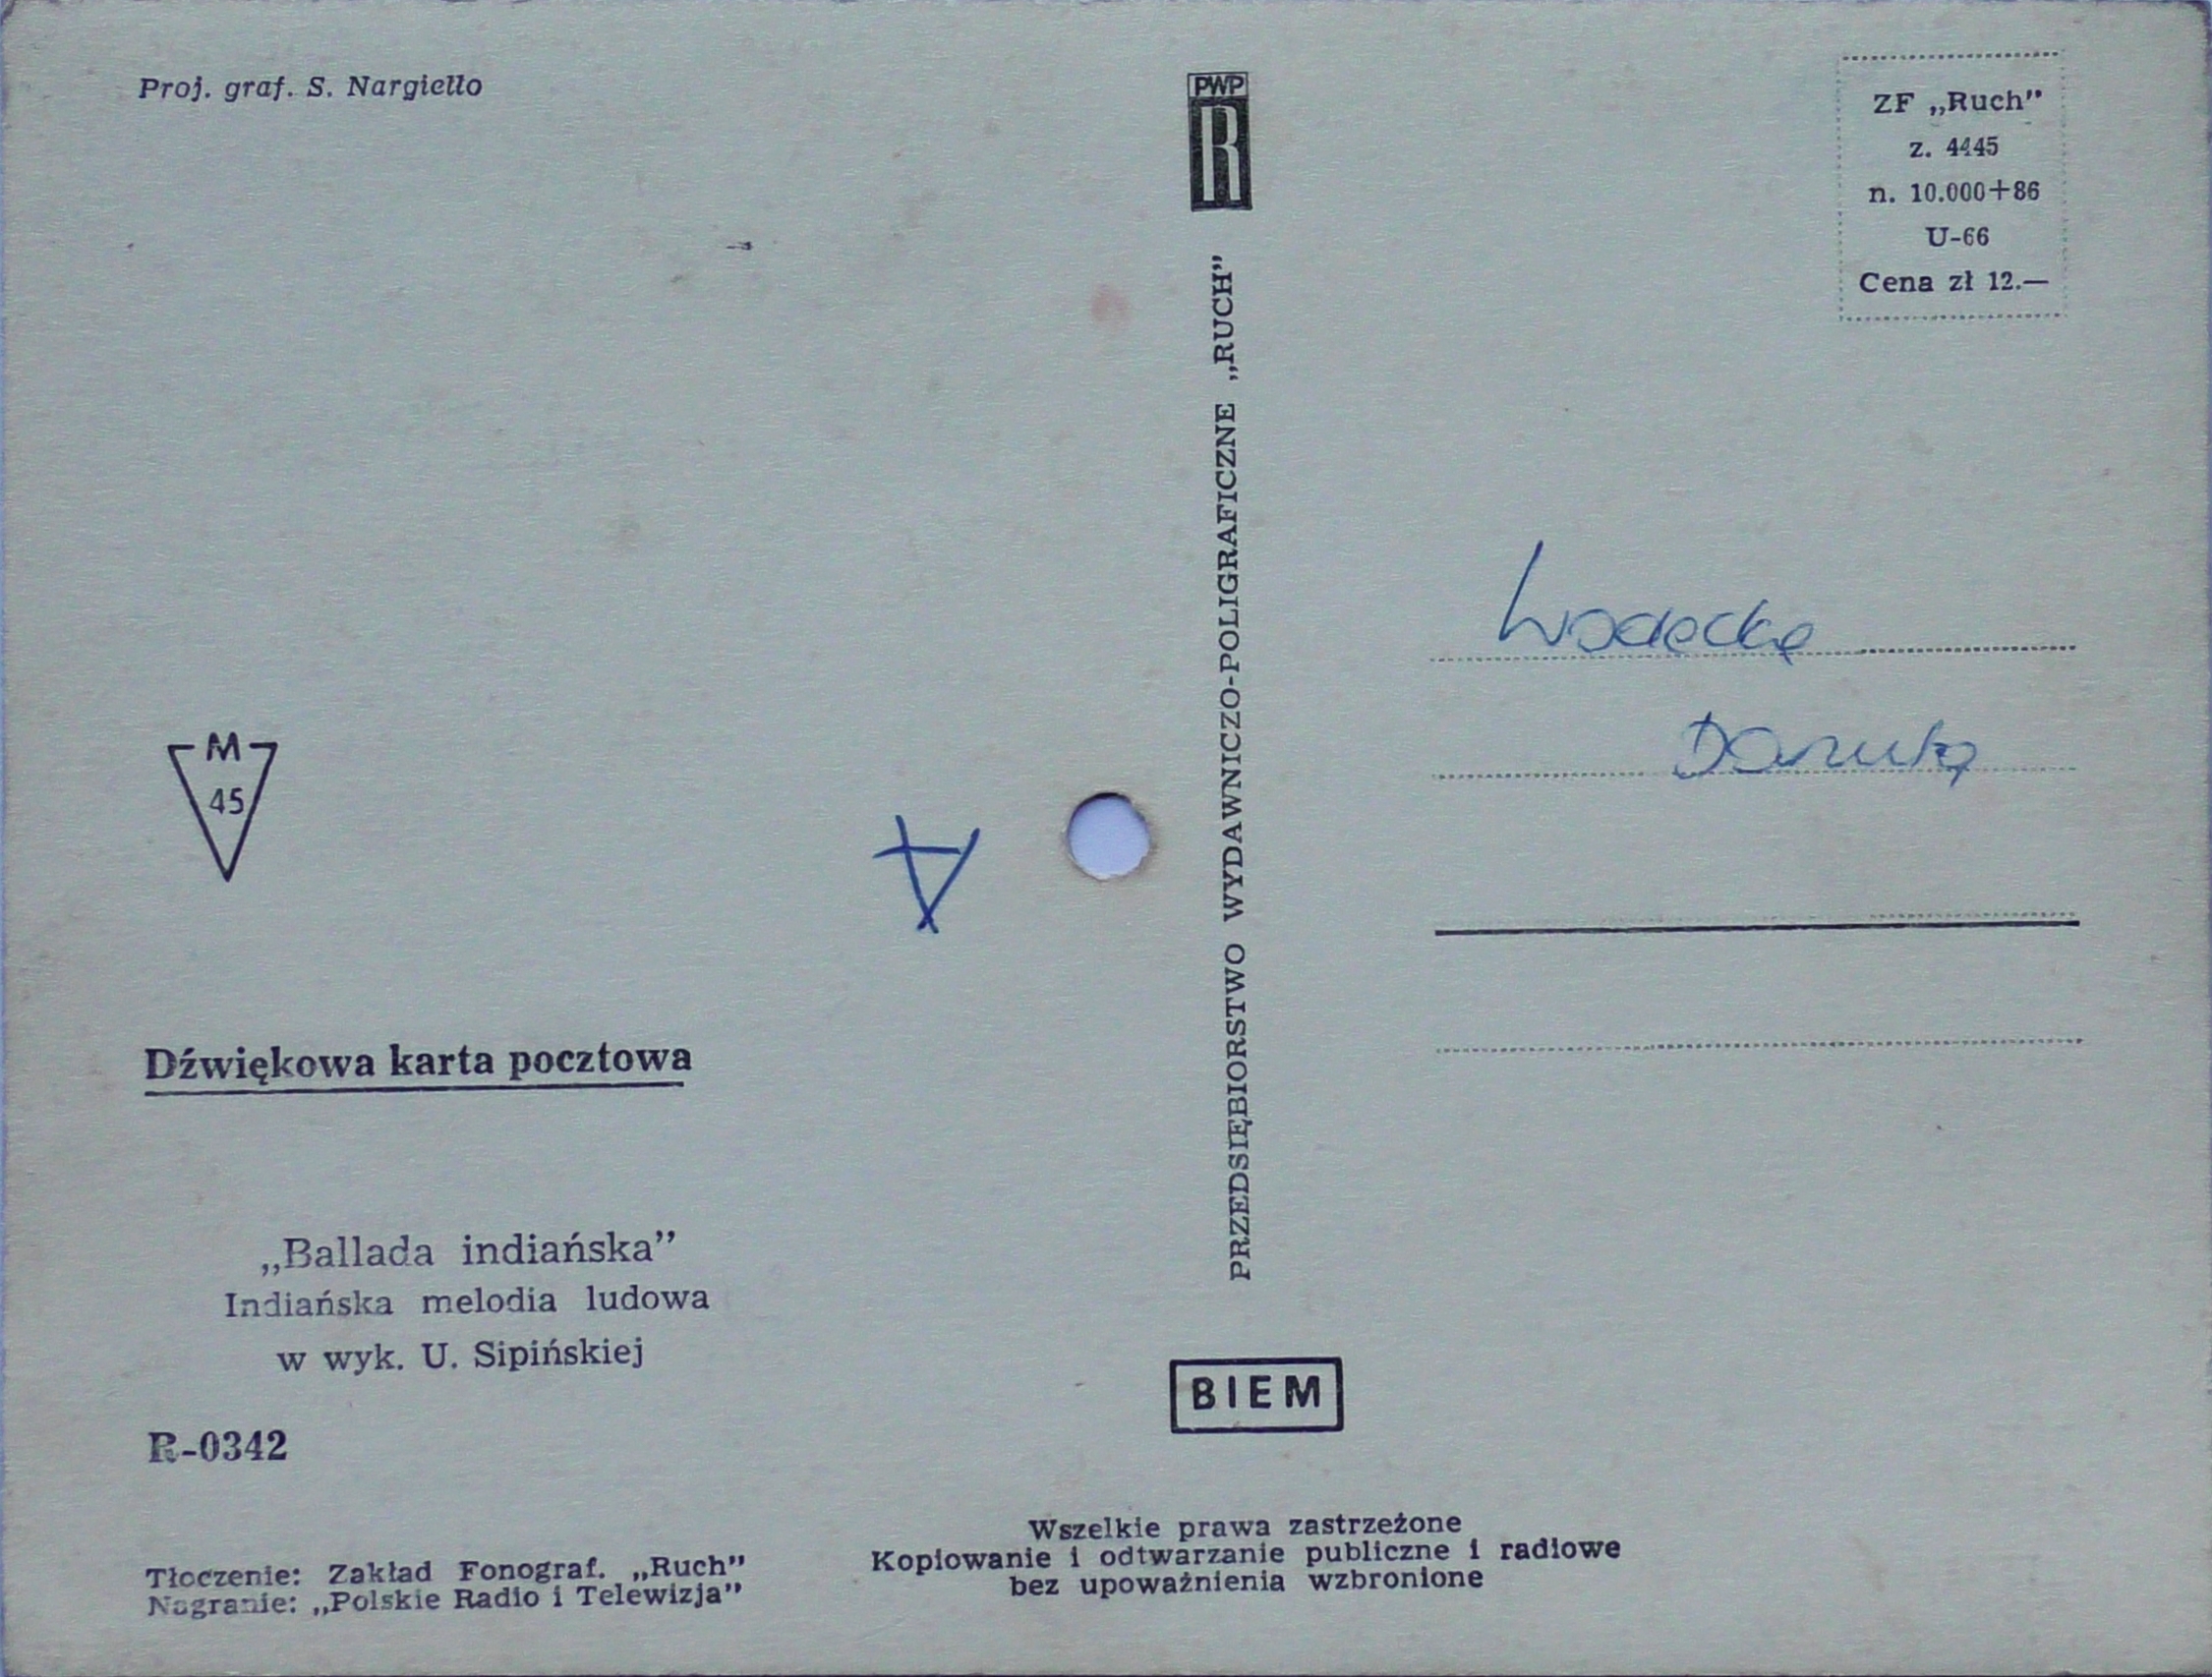 Proj. graf. S. Nargiełło
M
45
A
Dźwiękowa karta pocztowa
„Ballada indiańska”
Indiańska melodia ludowa
w wyk. U. Sipińskiej
R-0342
Tłoczenie: Zakład Fonograf. „Ruch”
Nagranie: „Polskie Radio i Telewizja”
PWP
R
PRZEDSIĘBIORSTWO WYDAWNICZO-POLIGRAFICZNE „RUCH”
BIEM
Wszelkie prawa zastrzeżone
Kopiowanie i odtwarzanie publiczne i radiowe
bez upoważnienia wzbronione
ZF „Ruch”
z. 4445
n. 10.000+86
U-66
Cena zł 12.—
Danuta